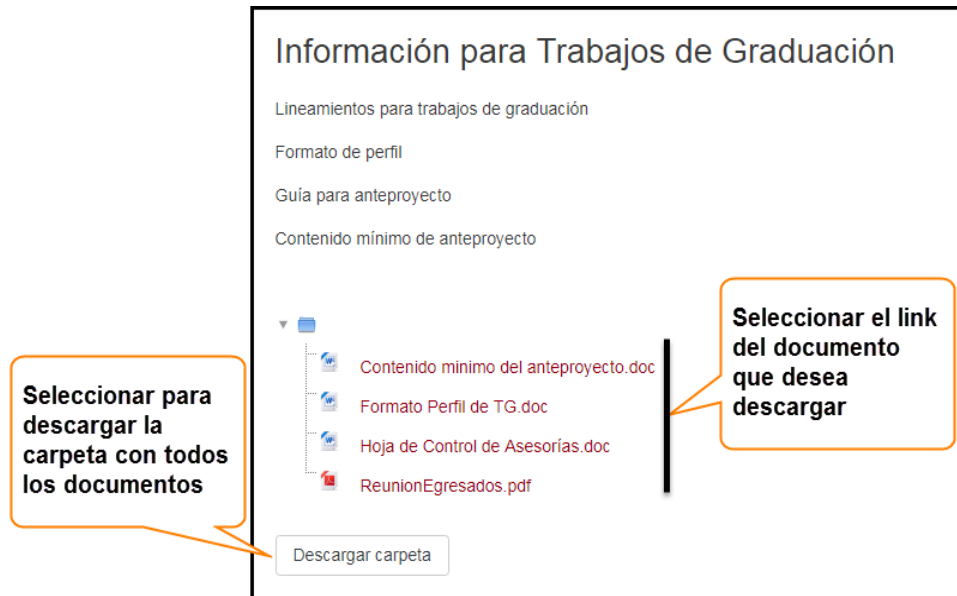 Información para Trabajos de Graduación
Lineamientos para trabajos de graduación
Formato de perfil
Guía para anteproyecto
Contenido mínimo de anteproyecto
Contenido minimo del anteproyecto.doc
Formato Perfil de TG.doc
Hoja de Control de Asesorías.doc
ReunionEgresados.pdf
Seleccionar el link
del documento
que desea
descargar
Seleccionar para
descargar la
carpeta con todos
los documentos
Descargar carpeta